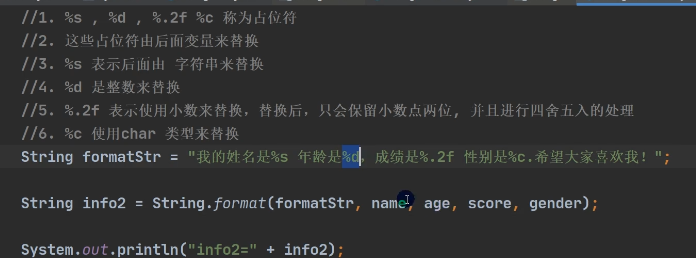 //1. %s , %d , %.2f %c 称为占位符
//2. 这些占位符由后面变量来替换
//3. %s 表示后面由 字符串来替换
//4. %d 是整数来替换
//5. %.2f 表示使用小数来替换，替换后，只会保留小数点两位, 并且进行四舍五入的处理
//6. %c 使用char 类型来替换
String formatStr = "我的姓名是%s 年龄是%d，成绩是%.2f 性别是%c.希望大家喜欢我！";
String info2 = String.format(formatStr, name, age, score, gender);
System.out.println("info2=" + info2);